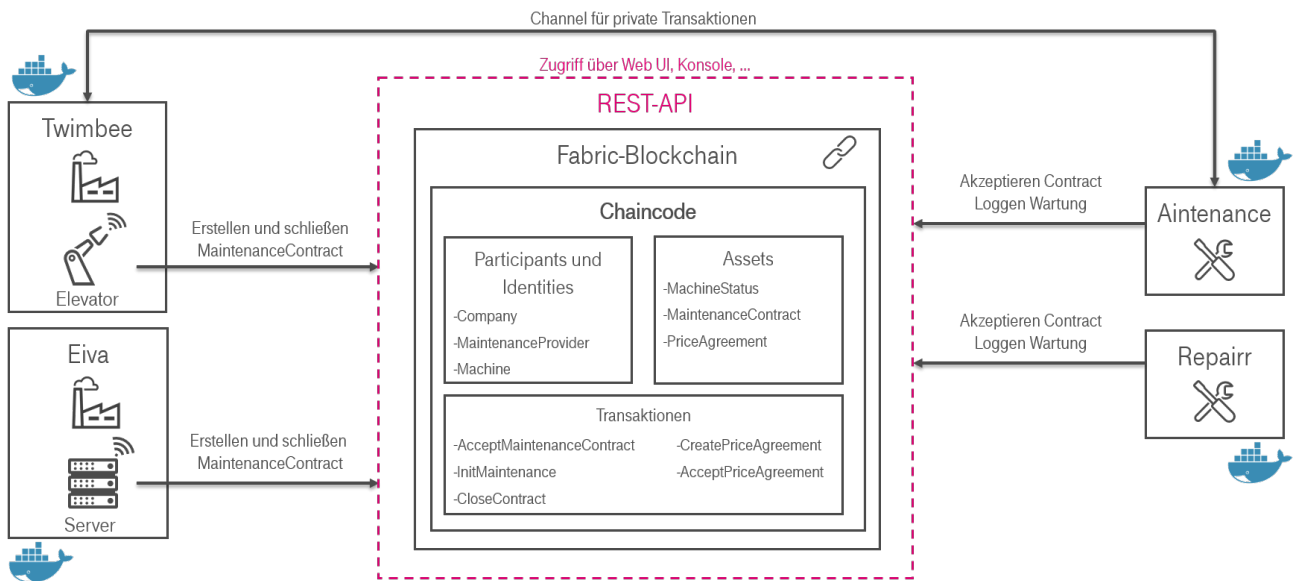 Channel für private Transaktionen
Zugriff über Web UI, Konsole, ...
REST-API
Twimbee
Elevator
Erstellen und schließen
MaintenanceContract
Eiva
Server
Erstellen und schließen
MaintenanceContract
Fabric-Blockchain
Chaincode
Participants und
Identities
-Company
-MaintenanceProvider
-Machine
Assets
-MachineStatus
-MaintenanceContract
-PriceAgreement
Transaktionen
-AcceptMaintenanceContract
-InitMaintenance
-CloseContract
-CreatePriceAgreement
-AcceptPriceAgreement
Akzeptieren Contract
Loggen Wartung
Aintenance
Akzeptieren Contract
Loggen Wartung
Repairr